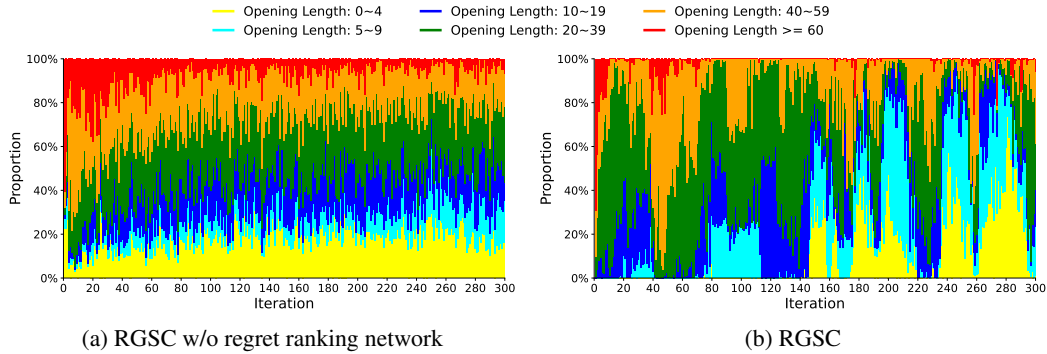 Opening Length: 0~4
Opening Length: 5~9
Opening Length: 10~19
Opening Length: 20~39
Opening Length: 40~59
Opening Length >= 60
100%
80%
60%
40%
20%
0%
Proportion
0 20 40 60 80 100 120 140 160 180 200 220 240 260 280 300
Iteration
(a) RGSC w/o regret ranking network
100%
80%
60%
40%
20%
0%
Proportion
0 20 40 60 80 100 120 140 160 180 200 220 240 260 280 300
Iteration
(b) RGSC